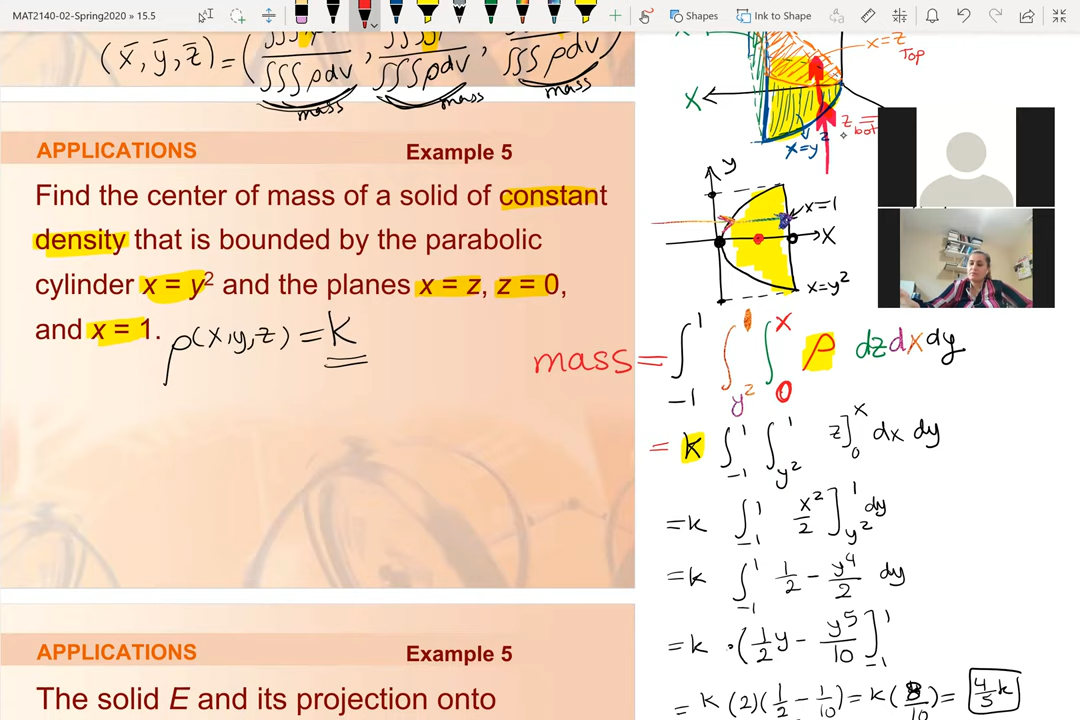 MAT2140-02-Spring2020 » 15.5
Shapes
Ink to Shape
Ink to Math
(x̄, ȳ, z̄) = ( / ∭ρdv , / ∭ρdv , / ∭ρdv )
mass mass mass
APPLICATIONS Example 5
Find the center of mass of a solid of constant
density that is bounded by the parabolic
cylinder x = y² and the planes x = z, z = 0,
and x = 1.
ρ(x,y,z) = k
APPLICATIONS Example 5
The solid E and its projection onto
x
x=z
Top
x
z =
bot
x=y²
y
x=1
x
x=y²
mass = ∫₋₁¹ ∫_{y²}^{1} ∫₀ˣ ρ dz dx dy
= k ∫₋₁¹ ∫_{y²}^{1} z]₀ˣ dx dy
= k ∫₋₁¹ x²/2 ]_{y²}^{1} dy
= k ∫₋₁¹ 1/2 - y⁴/2 dy
= k · (1/2 y - y⁵/10 ]₋₁¹
= k (2)(1/2 - 1/10) = k(8/10) = 4/5 k